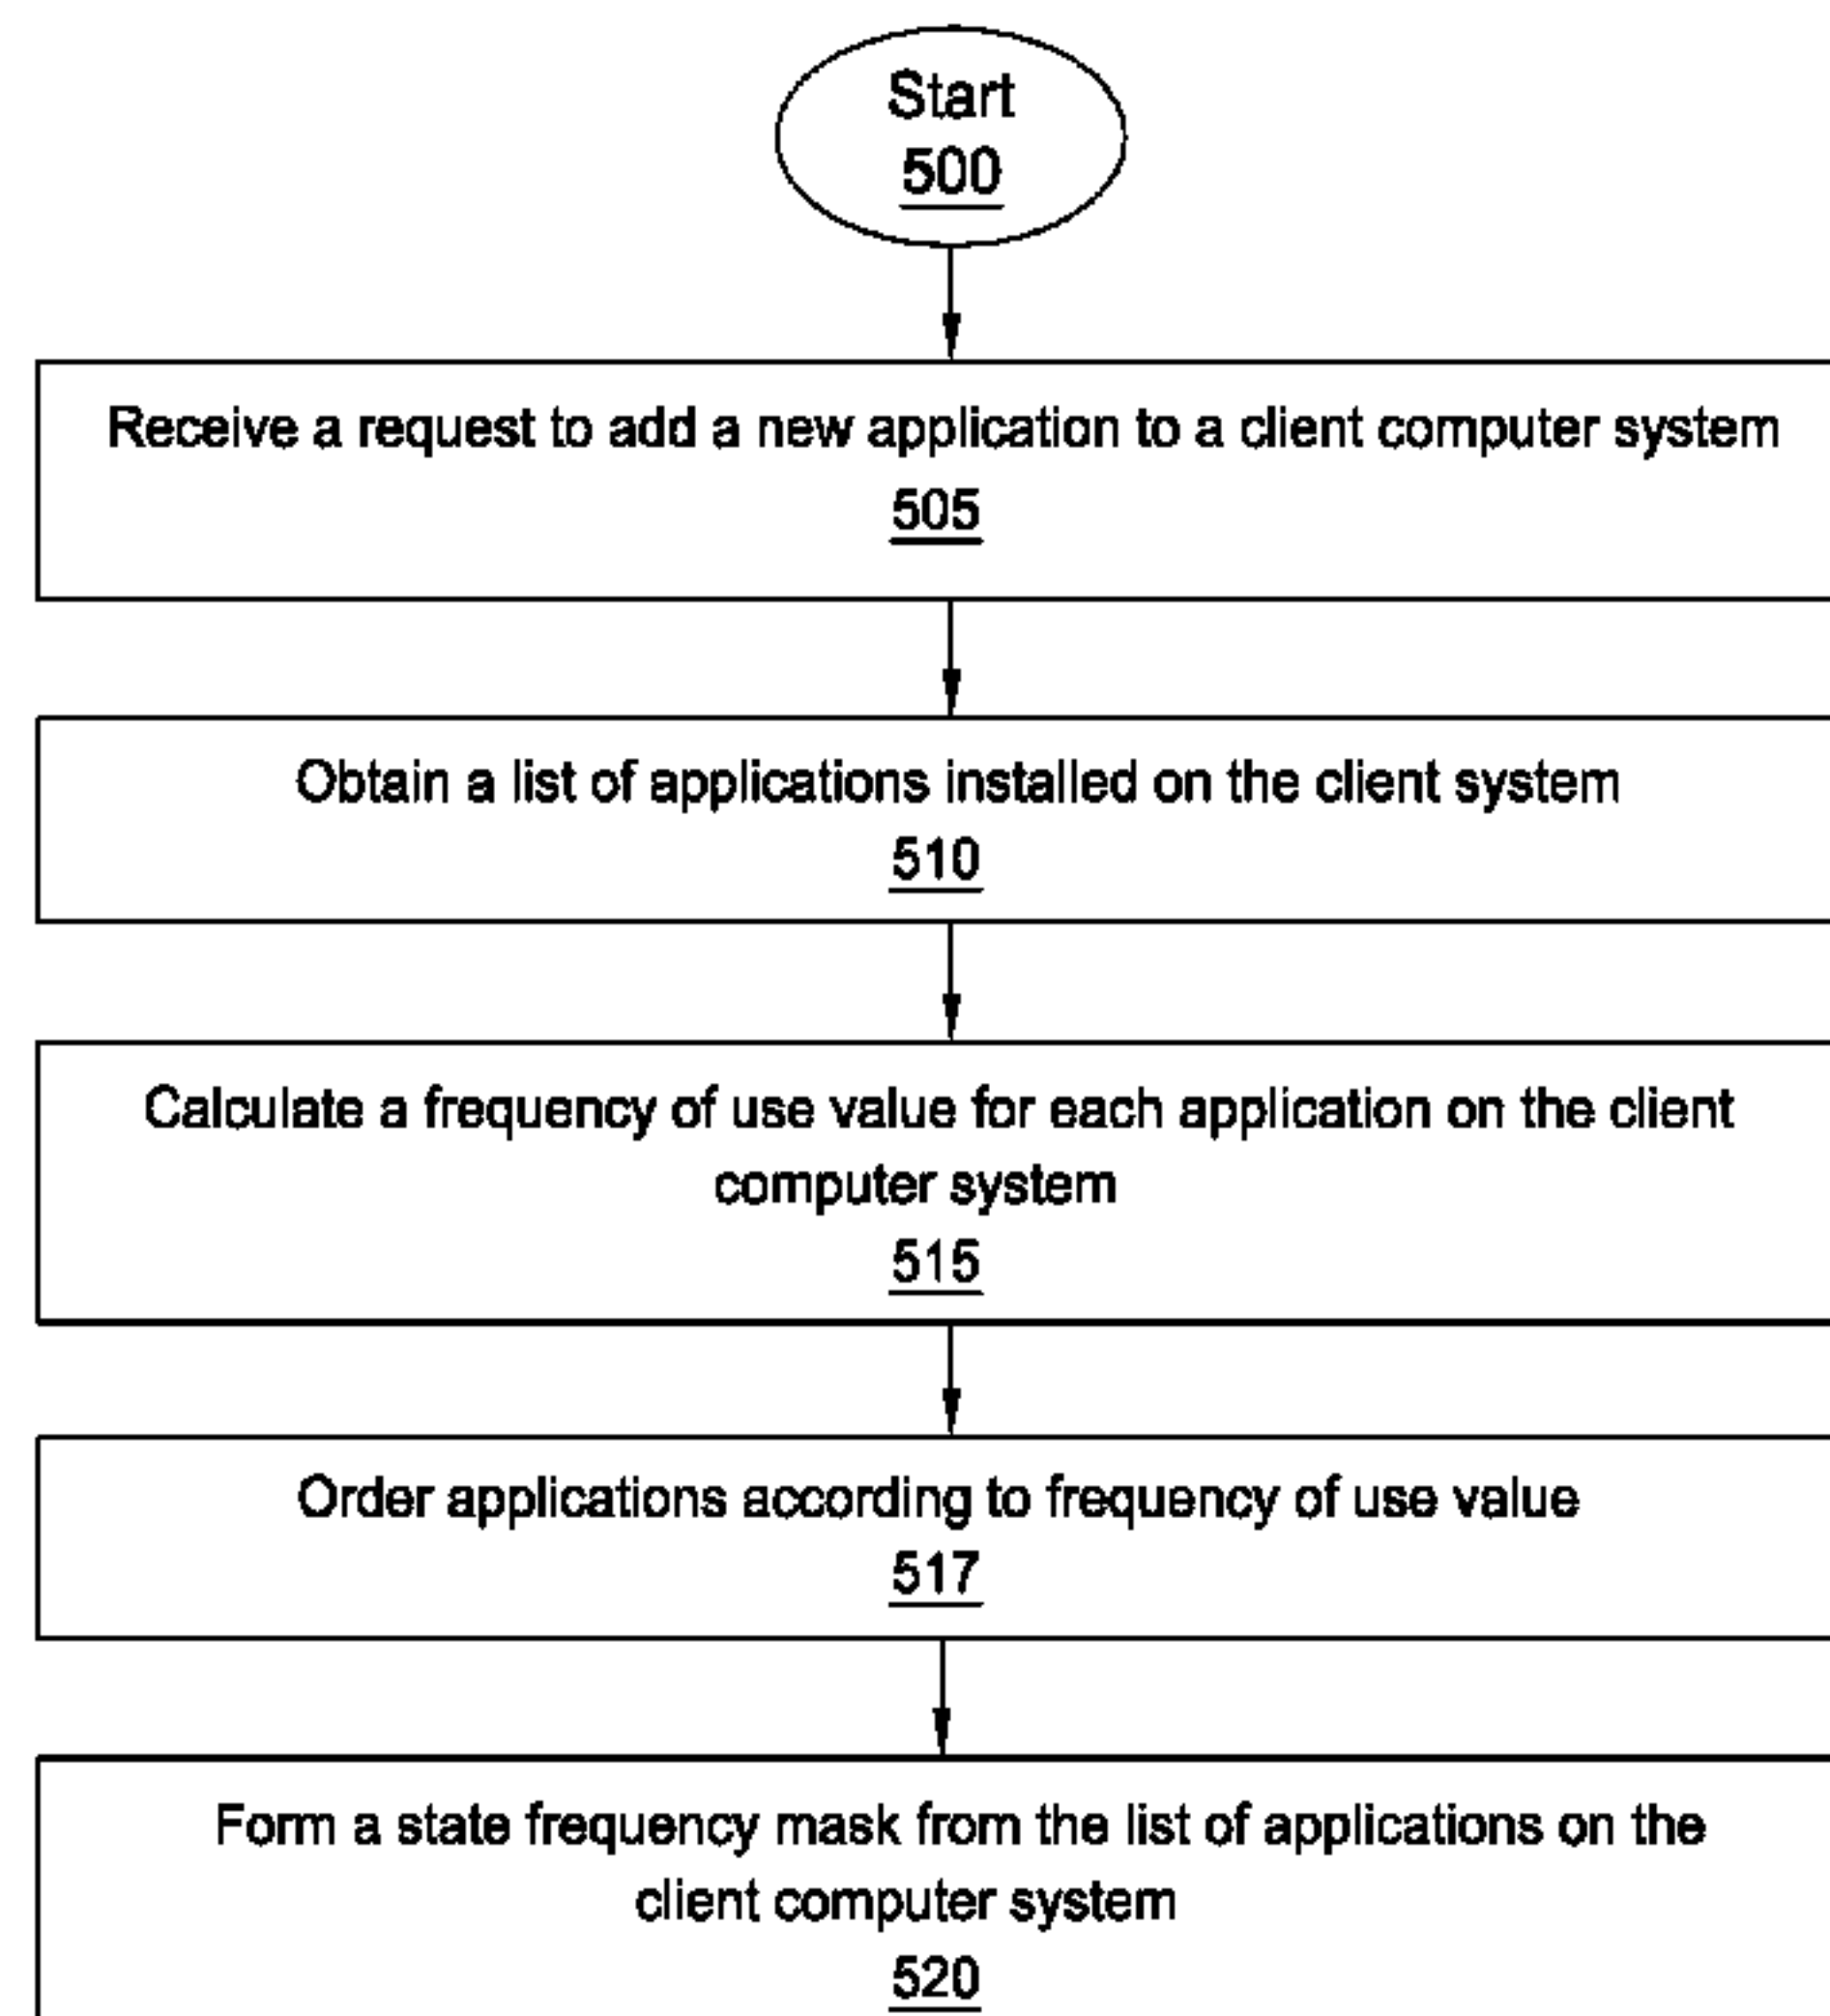 Start
500
Receive a request to add a new application to a client computer system
505
Obtain a list of applications installed on the client system
510
Calculate a frequency of use value for each application on the client
computer system
515
Order applications according to frequency of use value
517
Form a state frequency mask from the list of applications on the
client computer system
520